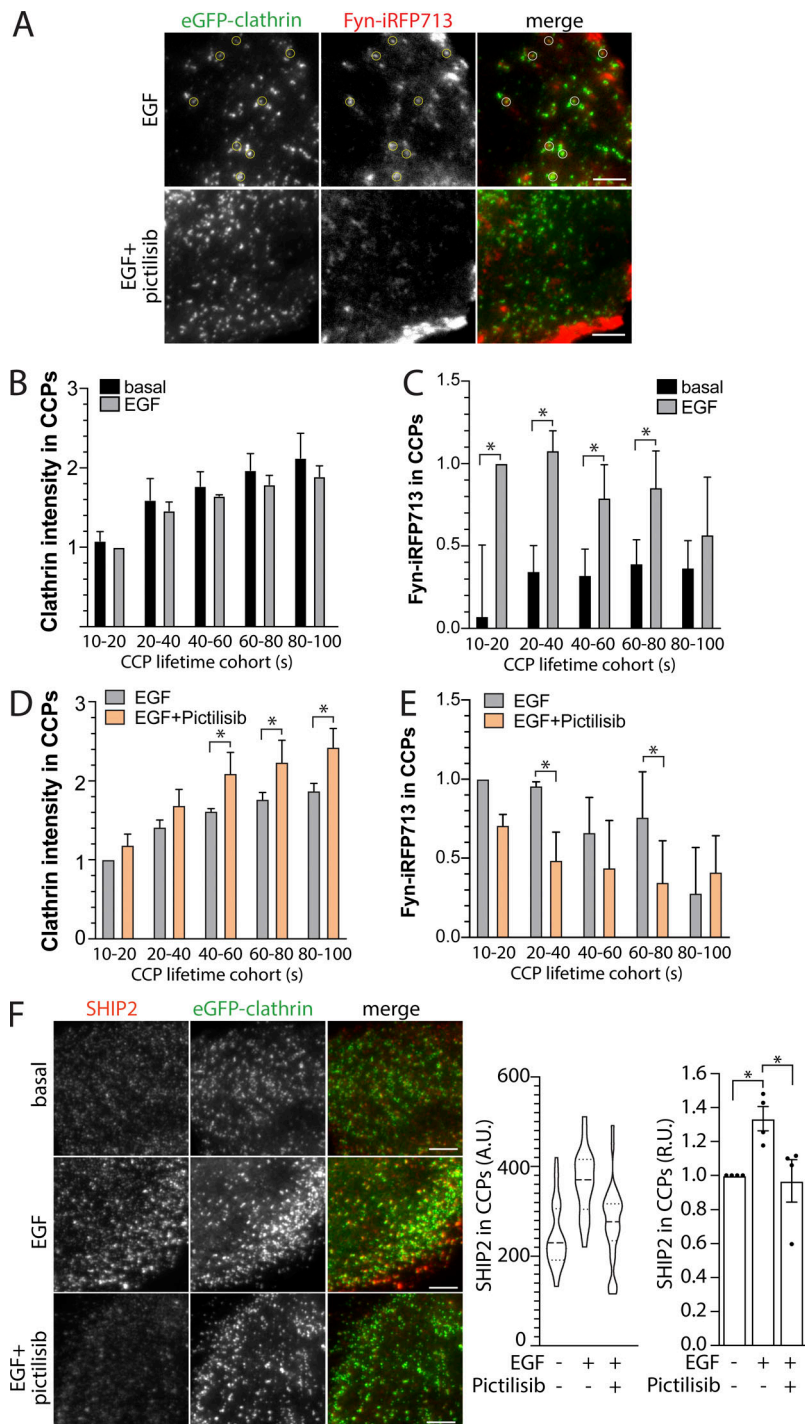 A
eGFP-clathrin Fyn-iRFP713 merge
EGF
EGF+
pictilisib
B
Clathrin intensity in CCPs
3
2
1
basal
EGF
10-20 20-40 40-60 60-80 80-100
CCP lifetime cohort (s)
C
Fyn-iRFP713 in CCPs
1.5
1.0
0.5
0.0
basal
EGF
* * * *
10-20 20-40 40-60 60-80 80-100
CCP lifetime cohort (s)
D
Clathrin intensity in CCPs
3
2
1
0
EGF
EGF+Pictilisib
* * *
10-20 20-40 40-60 60-80 80-100
CCP lifetime cohort (s)
E
Fyn-iRFP713 in CCPs
1.5
1.0
0.5
0.0
EGF
EGF+Pictilisib
* *
10-20 20-40 40-60 60-80 80-100
CCP lifetime cohort (s)
F
SHIP2 eGFP-clathrin merge
basal
EGF
EGF+
pictilisib
SHIP2 in CCPs (A.U.)
600
400
200
0
EGF - + +
Pictilisib - - +
SHIP2 in CCPs (R.U.)
1.6
1.4
1.2
1.0
0.8
0.6
0.4
0.2
0.0
* *
EGF - + +
Pictilisib - - +